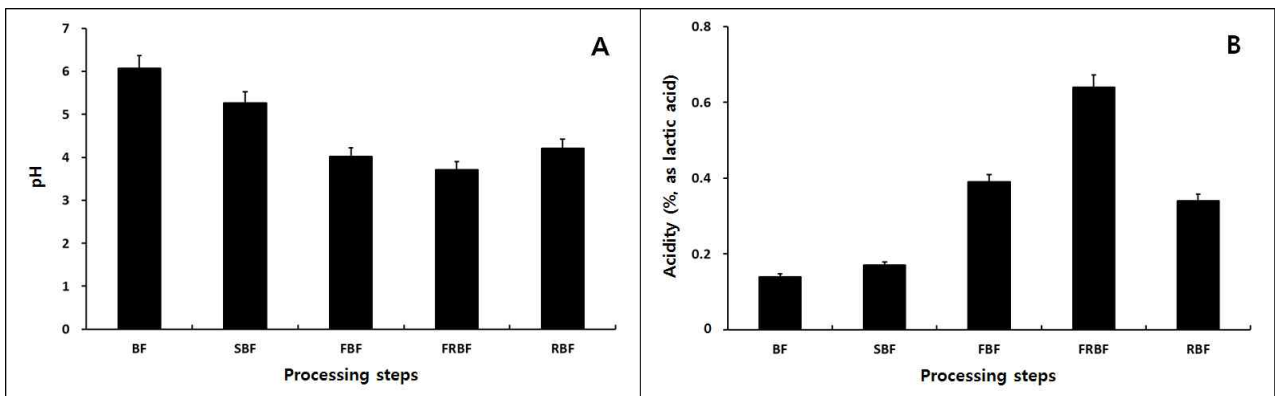 A
7
6
5
4
3
2
1
0
pH
BF SBF FBF FRBF RBF
Processing steps
B
0.8
0.6
0.4
0.2
0
Acidity (%, as lactic acid)
BF SBF FBF FRBF RBF
Processing steps